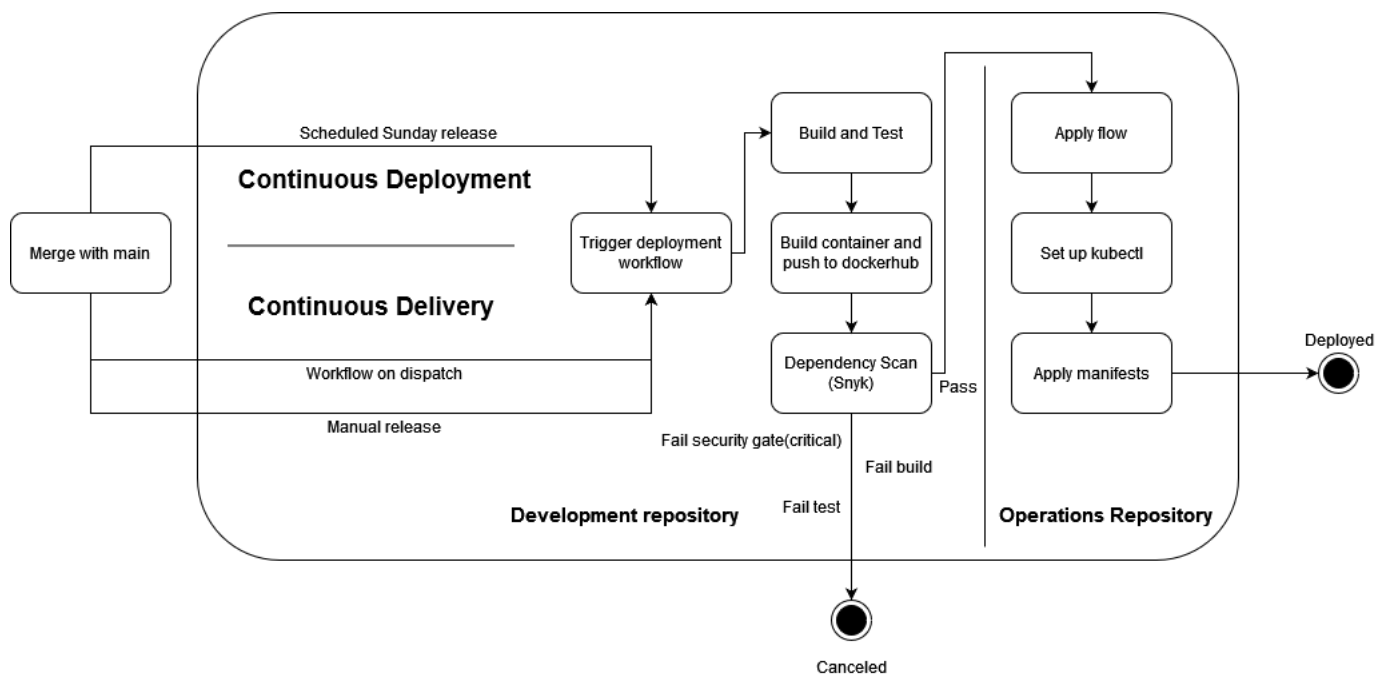 Scheduled Sunday release
Continuous Deployment
Merge with main
Continuous Delivery
Workflow on dispatch
Manual release
Trigger deployment
workflow
Build and Test
Build container and
push to dockerhub
Dependency Scan
(Snyk)
Pass
Fail security gate(critical)
Fail build
Fail test
Development repository
Apply flow
Set up kubectl
Apply manifests
Operations Repository
Deployed
Canceled